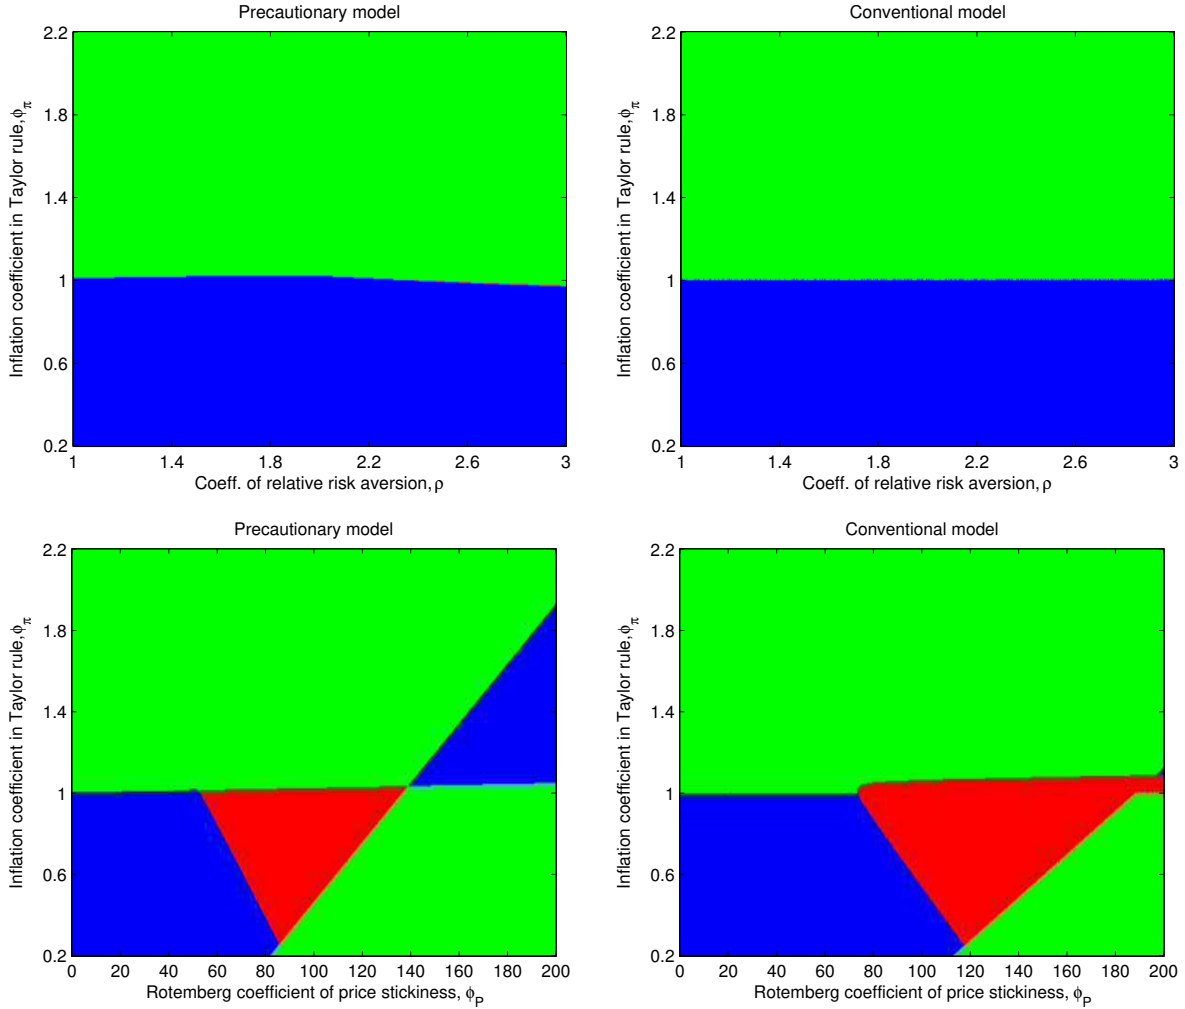 Precautionary model
Inflation coefficient in Taylor rule, ϕπ
2.2
1.8
1.4
1
0.6
0.2
1 1.4 1.8 2.2 2.6 3
Coeff. of relative risk aversion, ρ
Conventional model
Inflation coefficient in Taylor rule, ϕπ
2.2
1.8
1.4
1
0.6
0.2
1 1.4 1.8 2.2 2.6 3
Coeff. of relative risk aversion, ρ
Precautionary model
Inflation coefficient in Taylor rule, ϕπ
2.2
1.8
1.4
1
0.6
0.2
0 20 40 60 80 100 120 140 160 180 200
Rotemberg coefficient of price stickiness, ϕP
Conventional model
Inflation coefficient in Taylor rule, ϕπ
2.2
1.8
1.4
1
0.6
0.2
0 20 40 60 80 100 120 140 160 180 200
Rotemberg coefficient of price stickiness, ϕP